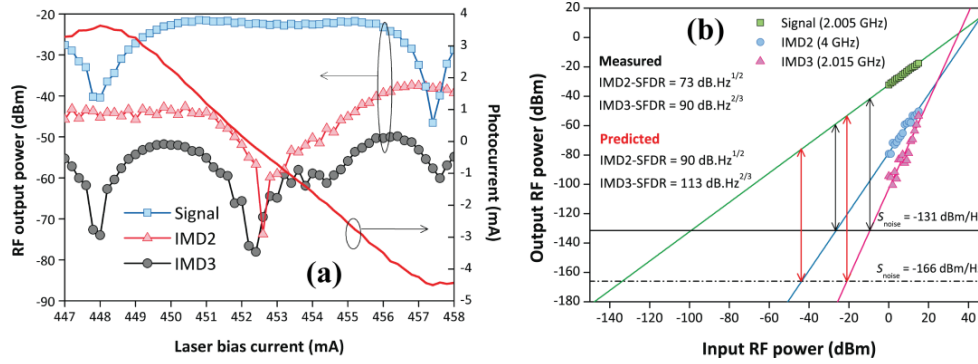 -20
-30
-40
-50
-60
-70
-80
-90
RF output power (dBm)
4
3
2
1
0
-1
-2
-3
-4
-5
Photocurrent (mA)
Signal
IMD2
IMD3
(a)
447 448 449 450 451 452 453 454 455 456 457 458
Laser bias current (mA)
20
0
-20
-40
-60
-80
-100
-120
-140
-160
-180
Output RF power (dBm)
(b)
Signal (2.005 GHz)
IMD2 (4 GHz)
IMD3 (2.015 GHz)
Measured
IMD2-SFDR = 73 dB.Hz1/2
IMD3-SFDR = 90 dB.Hz2/3
Predicted
IMD2-SFDR = 90 dB.Hz1/2
IMD3-SFDR = 113 dB.Hz2/3
Snoise = -131 dBm/H
Snoise = -166 dBm/H
-140 -120 -100 -80 -60 -40 -20 0 20 40
Input RF power (dBm)